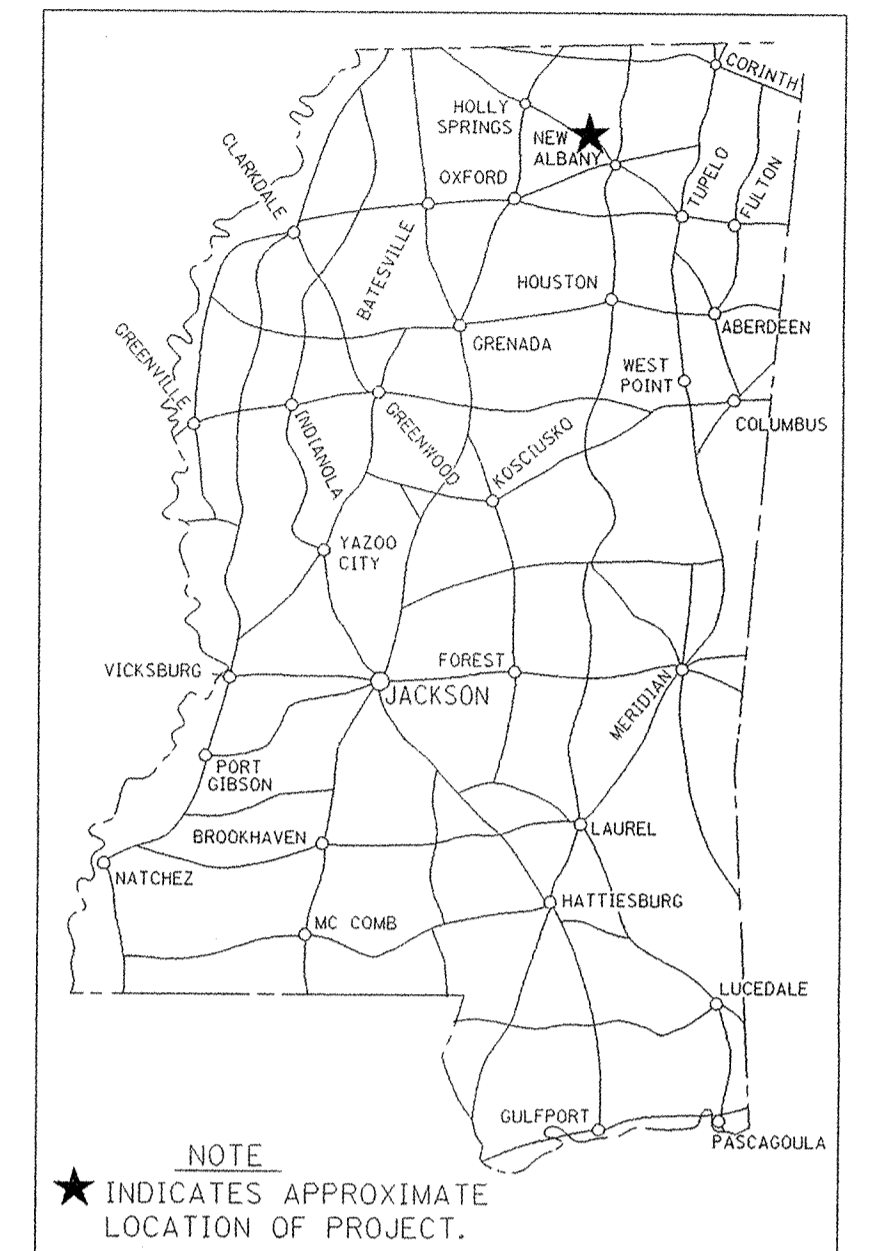 CORINTH
HOLLY
SPRINGS
NEW
ALBANY
CLARKDALE
OXFORD
TUPELO
FULTON
BATESVILLE
HOUSTON
ABERDEEN
GRENADA
GREENVILLE
WEST
POINT
COLUMBUS
INDIANOLA
GREENWOOD
KOSCIUSKO
YAZOO
CITY
VICKSBURG
FOREST
JACKSON
MERIDIAN
PORT
GIBSON
BROOKHAVEN
LAUREL
NATCHEZ
HATTIESBURG
MC COMB
LUCEDALE
GULFPORT
PASCAGOULA
NOTE
INDICATES APPROXIMATE
LOCATION OF PROJECT.